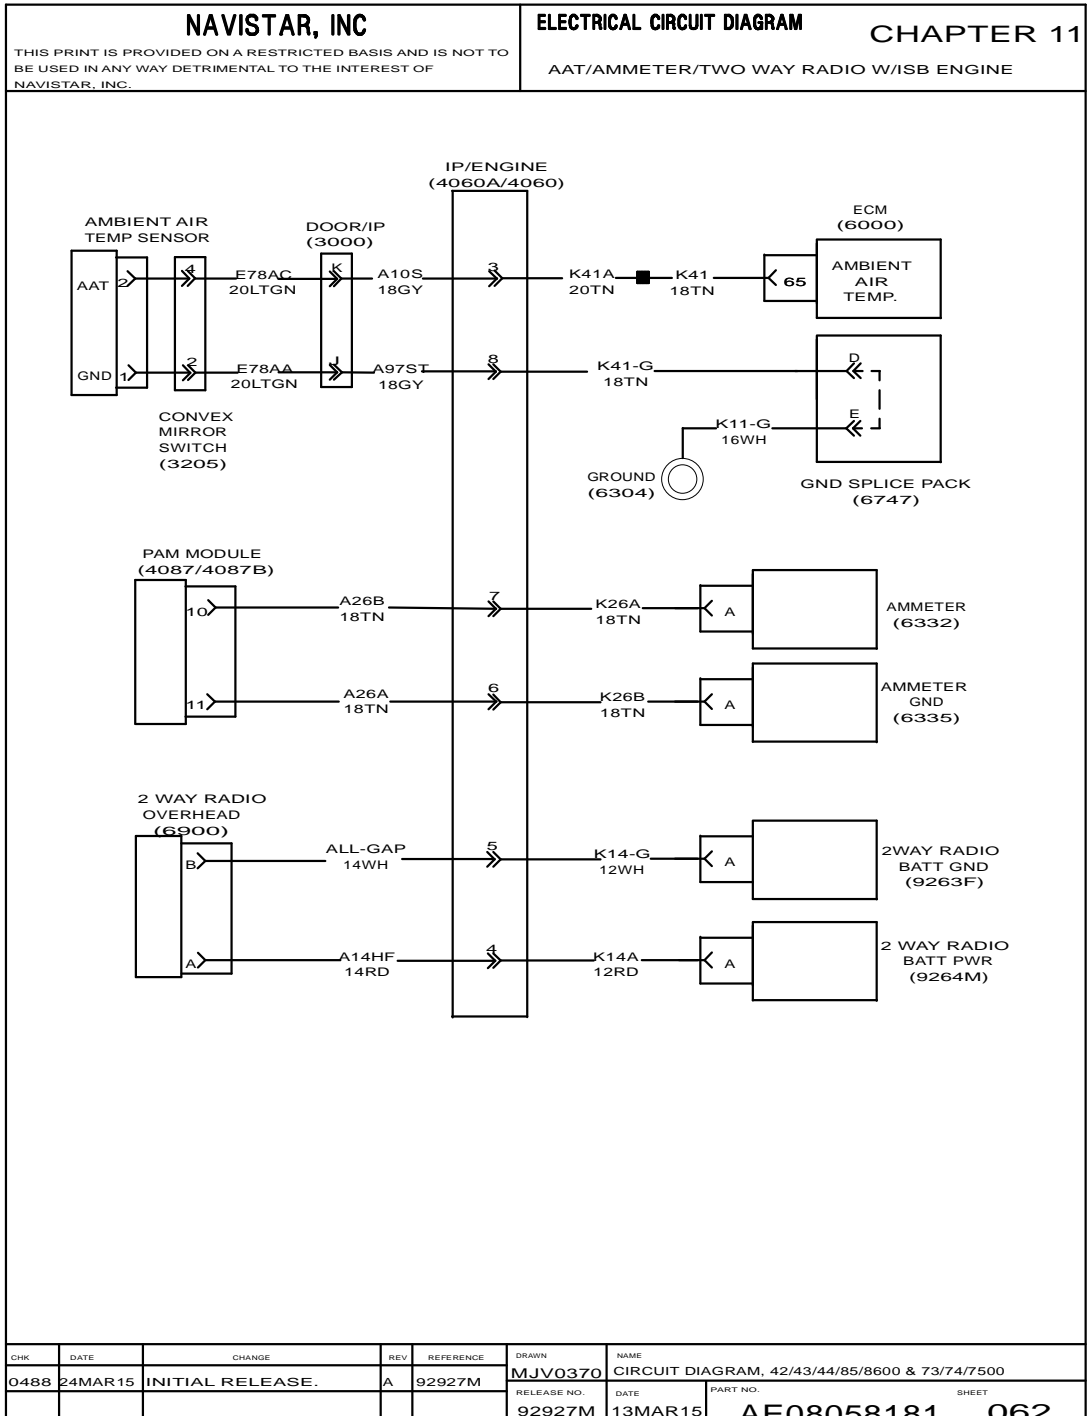 NAVISTAR, INC
THIS PRINT IS PROVIDED ON A RESTRICTED BASIS AND IS NOT TO
BE USED IN ANY WAY DETRIMENTAL TO THE INTEREST OF
NAVISTAR, INC.
ELECTRICAL CIRCUIT DIAGRAM
CHAPTER 11
AAT/AMMETER/TWO WAY RADIO W/ISB ENGINE
IP/ENGINE
(4060A/4060)
AMBIENT AIR
TEMP SENSOR
DOOR/IP
(3000)
ECM
(6000)
AAT
2
4
E78AC
20LTGN
K
A10S
18GY
3
K41A
20TN
K41
18TN
65
AMBIENT
AIR
TEMP.
GND
1
2
E78AA
20LTGN
J
A97ST
18GY
8
K41-G
18TN
D
E
K11-G
16WH
CONVEX
MIRROR
SWITCH
(3205)
GROUND
(6304)
GND SPLICE PACK
(6747)
PAM MODULE
(4087/4087B)
10
A26B
18TN
7
K26A
18TN
A
AMMETER
(6332)
11
A26A
18TN
6
K26B
18TN
A
AMMETER
GND
(6335)
2 WAY RADIO
OVERHEAD
(6900)
B
ALL-GAP
14WH
5
K14-G
12WH
A
2WAY RADIO
BATT GND
(9263F)
A
A14HF
14RD
4
K14A
12RD
A
2 WAY RADIO
BATT PWR
(9264M)
CHK
DATE
CHANGE
REV
REFERENCE
0488
24MAR15
INITIAL RELEASE.
A
92927M
DRAWN
MJV0370
NAME
CIRCUIT DIAGRAM, 42/43/44/85/8600 & 73/74/7500
RELEASE NO.
92927M
DATE
13MAR15
PART NO.
AE08058181
SHEET
062